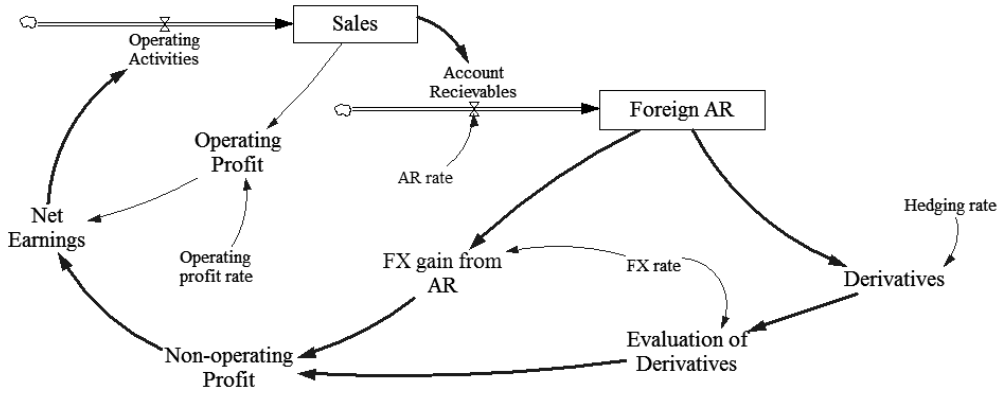 Sales
Operating
Activities
Account
Recievables
Foreign AR
Operating
Profit
AR rate
Hedging rate
Net
Earnings
Operating
profit rate
FX gain from
AR
FX rate
Derivatives
Evaluation of
Derivatives
Non-operating
Profit